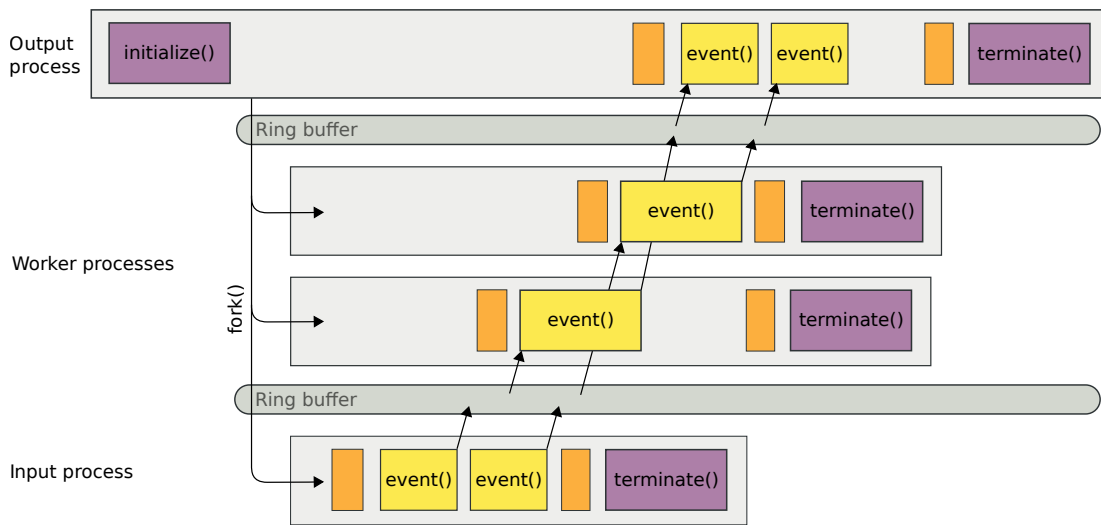 Output
process
initialize()
event()
event()
terminate()
Ring buffer
event()
terminate()
Worker processes
fork()
event()
terminate()
Ring buffer
Input process
event()
event()
terminate()